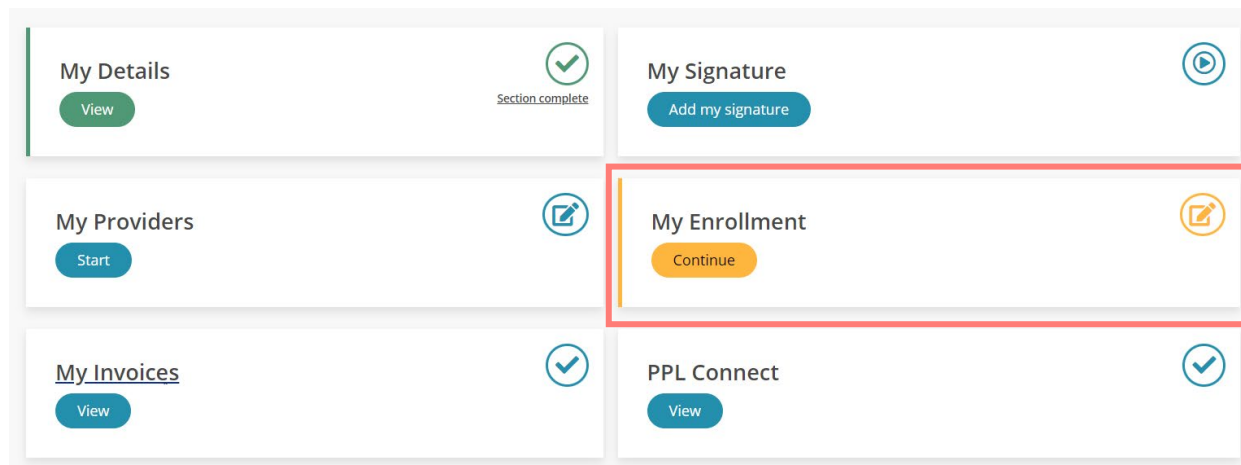 My Details
View
Section complete
My Signature
Add my signature
My Providers
Start
My Enrollment
Continue
My Invoices
View
PPL Connect
View